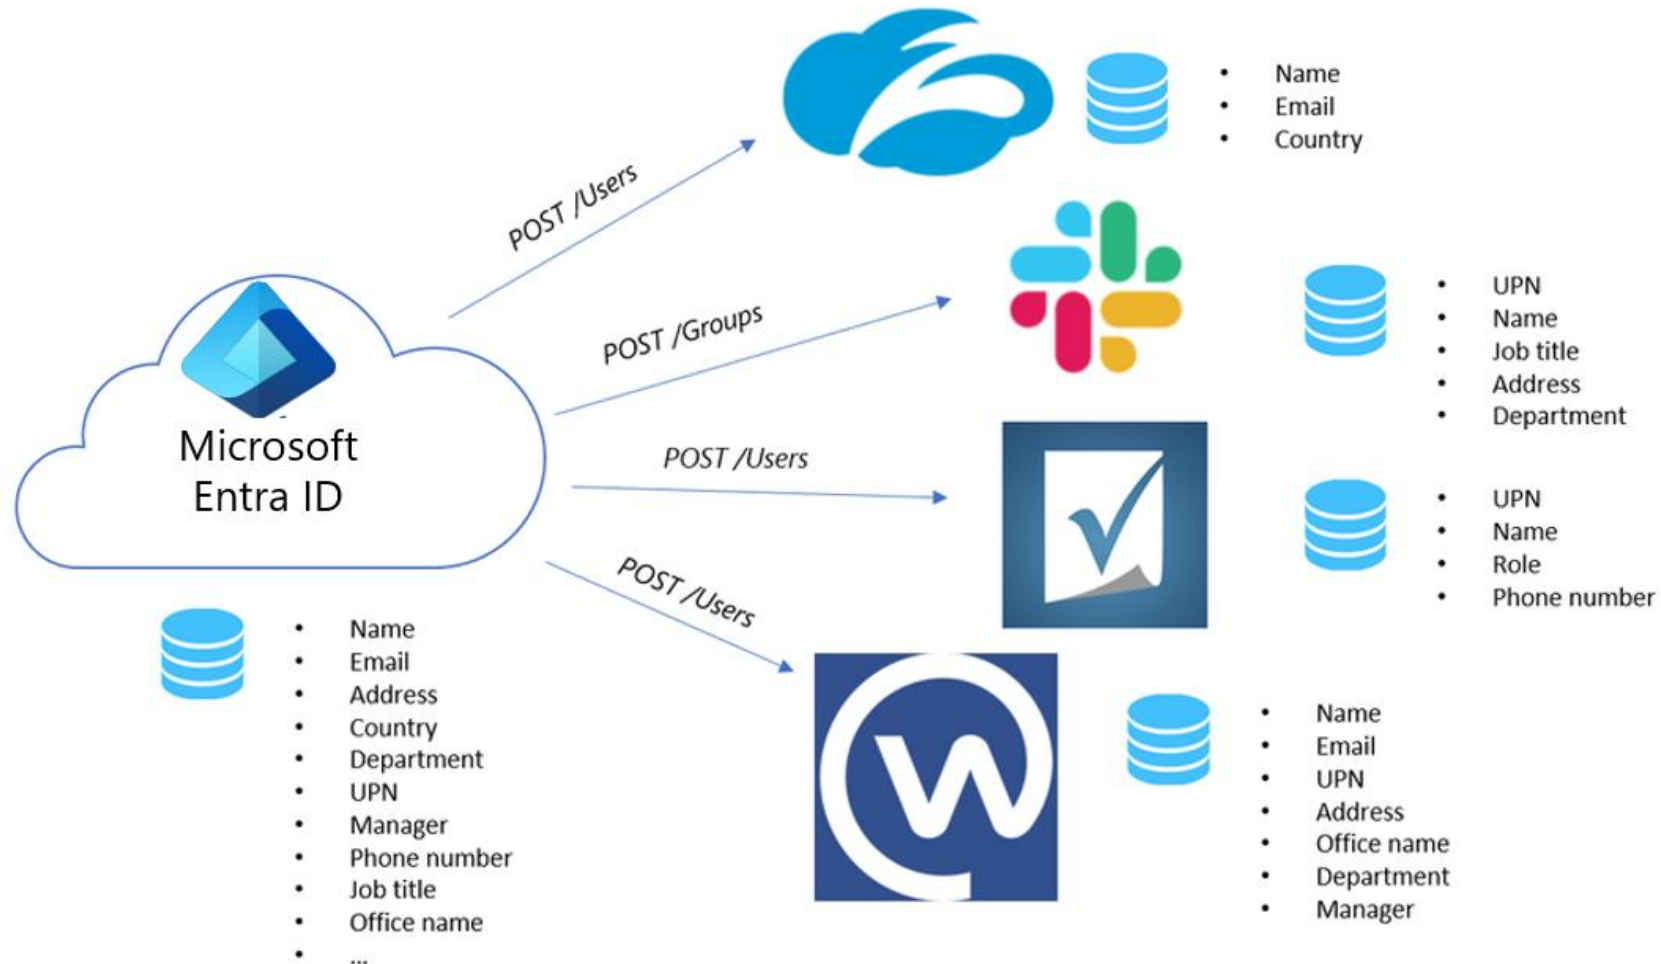 POST /Users
• Name
• Email
• Country
POST /Groups
• UPN
• Name
• Job title
• Address
• Department
Microsoft
Entra ID
POST /Users
• UPN
• Name
• Role
• Phone number
POST /Users
• Name
• Email
• Address
• Country
• Department
• UPN
• Manager
• Phone number
• Job title
• Office name
• ...
W
• Name
• Email
• UPN
• Address
• Office name
• Department
• Manager